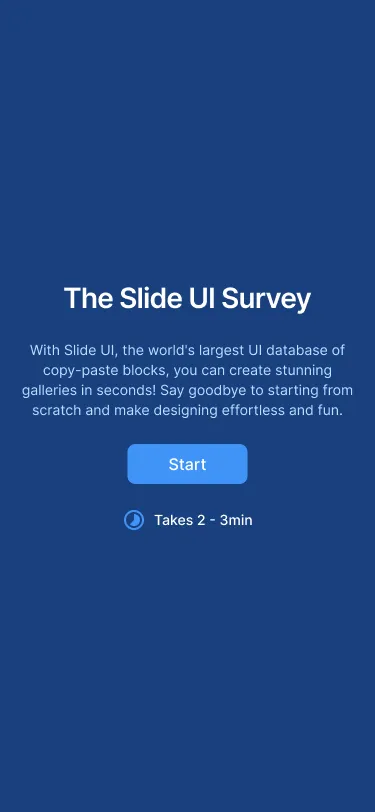 The Slide UI Survey
With Slide UI, the world's largest UI database of
copy-paste blocks, you can create stunning
galleries in seconds! Say goodbye to starting from
scratch and make designing effortless and fun.
Start
Takes 2 - 3min